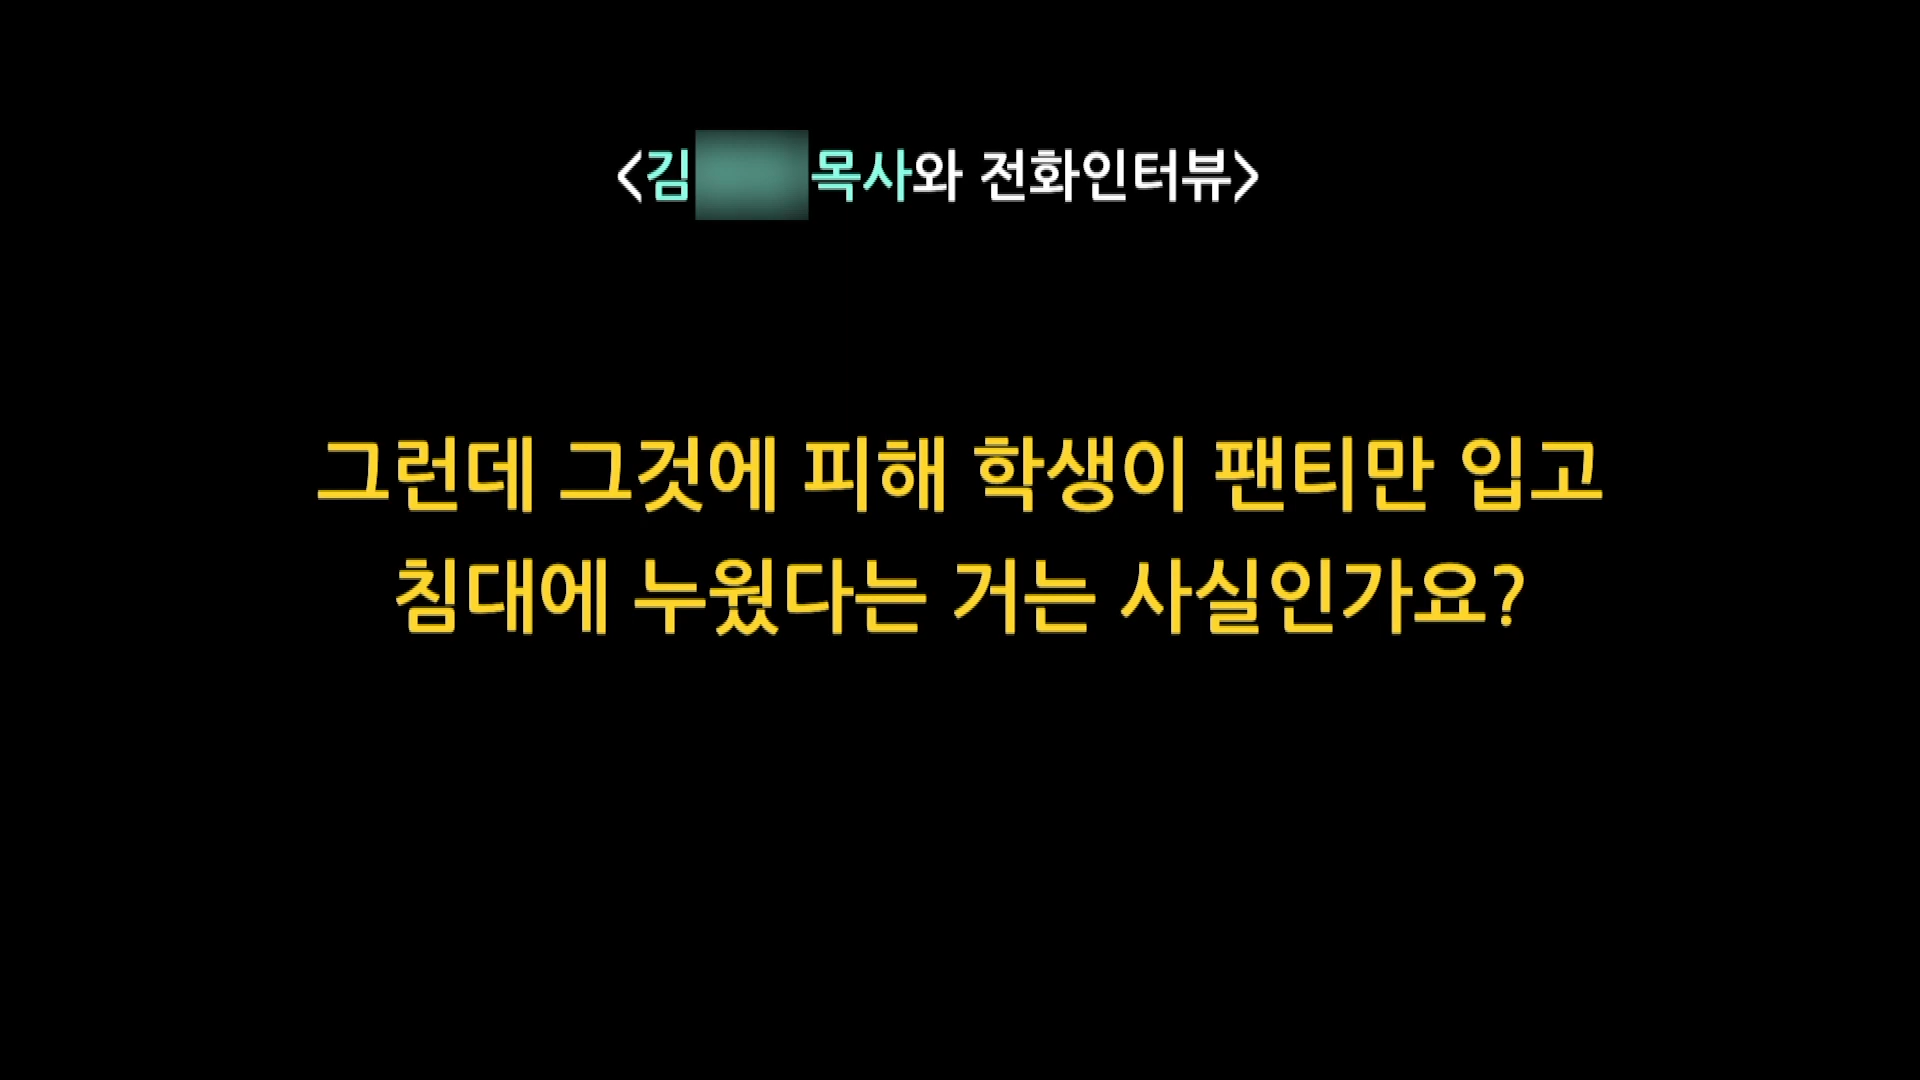 <김 목사와 전화인터뷰>
그런데 그것에 피해 학생이 팬티만 입고
침대에 누웠다는 거는 사실인가요?